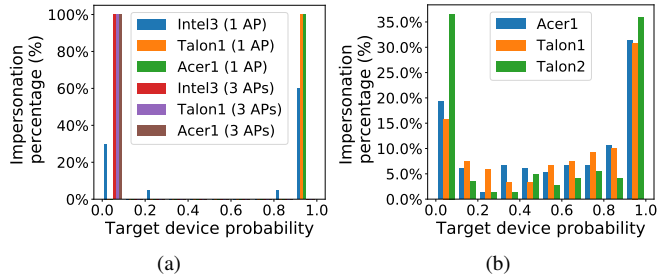 Impersonation
percentage (%)
100%
80%
60%
40%
20%
0%
Intel3 (1 AP)
Talon1 (1 AP)
Acer1 (1 AP)
Intel3 (3 APs)
Talon1 (3 APs)
Acer1 (3 APs)
0.0 0.2 0.4 0.6 0.8 1.0
Target device probability
(a)
Impersonation
percentage (%)
35.0%
30.0%
25.0%
20.0%
15.0%
10.0%
5.0%
0.0%
Acer1
Talon1
Talon2
0.0 0.2 0.4 0.6 0.8 1.0
Target device probability
(b)